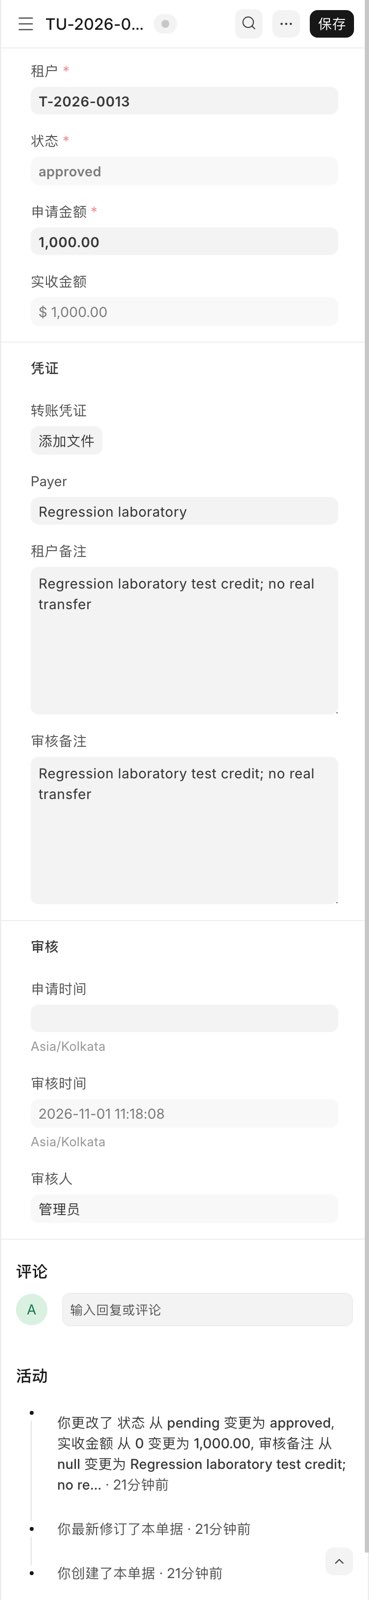 TU-2026-0...
保存
租户 *
T-2026-0013
状态 *
approved
申请金额 *
1,000.00
实收金额
$ 1,000.00
凭证
转账凭证
添加文件
Payer
Regression laboratory
租户备注
Regression laboratory test credit; no real
transfer
审核备注
Regression laboratory test credit; no real
transfer
审核
申请时间
Asia/Kolkata
审核时间
2026-11-01 11:18:08
Asia/Kolkata
审核人
管理员
评论
A
输入回复或评论
活动
你更改了 状态 从 pending 变更为 approved,
实收金额 从 0 变更为 1,000.00, 审核备注 从
null 变更为 Regression laboratory test credit;
no re... · 21分钟前
你最新修订了本单据 · 21分钟前
你创建了本单据 · 21分钟前